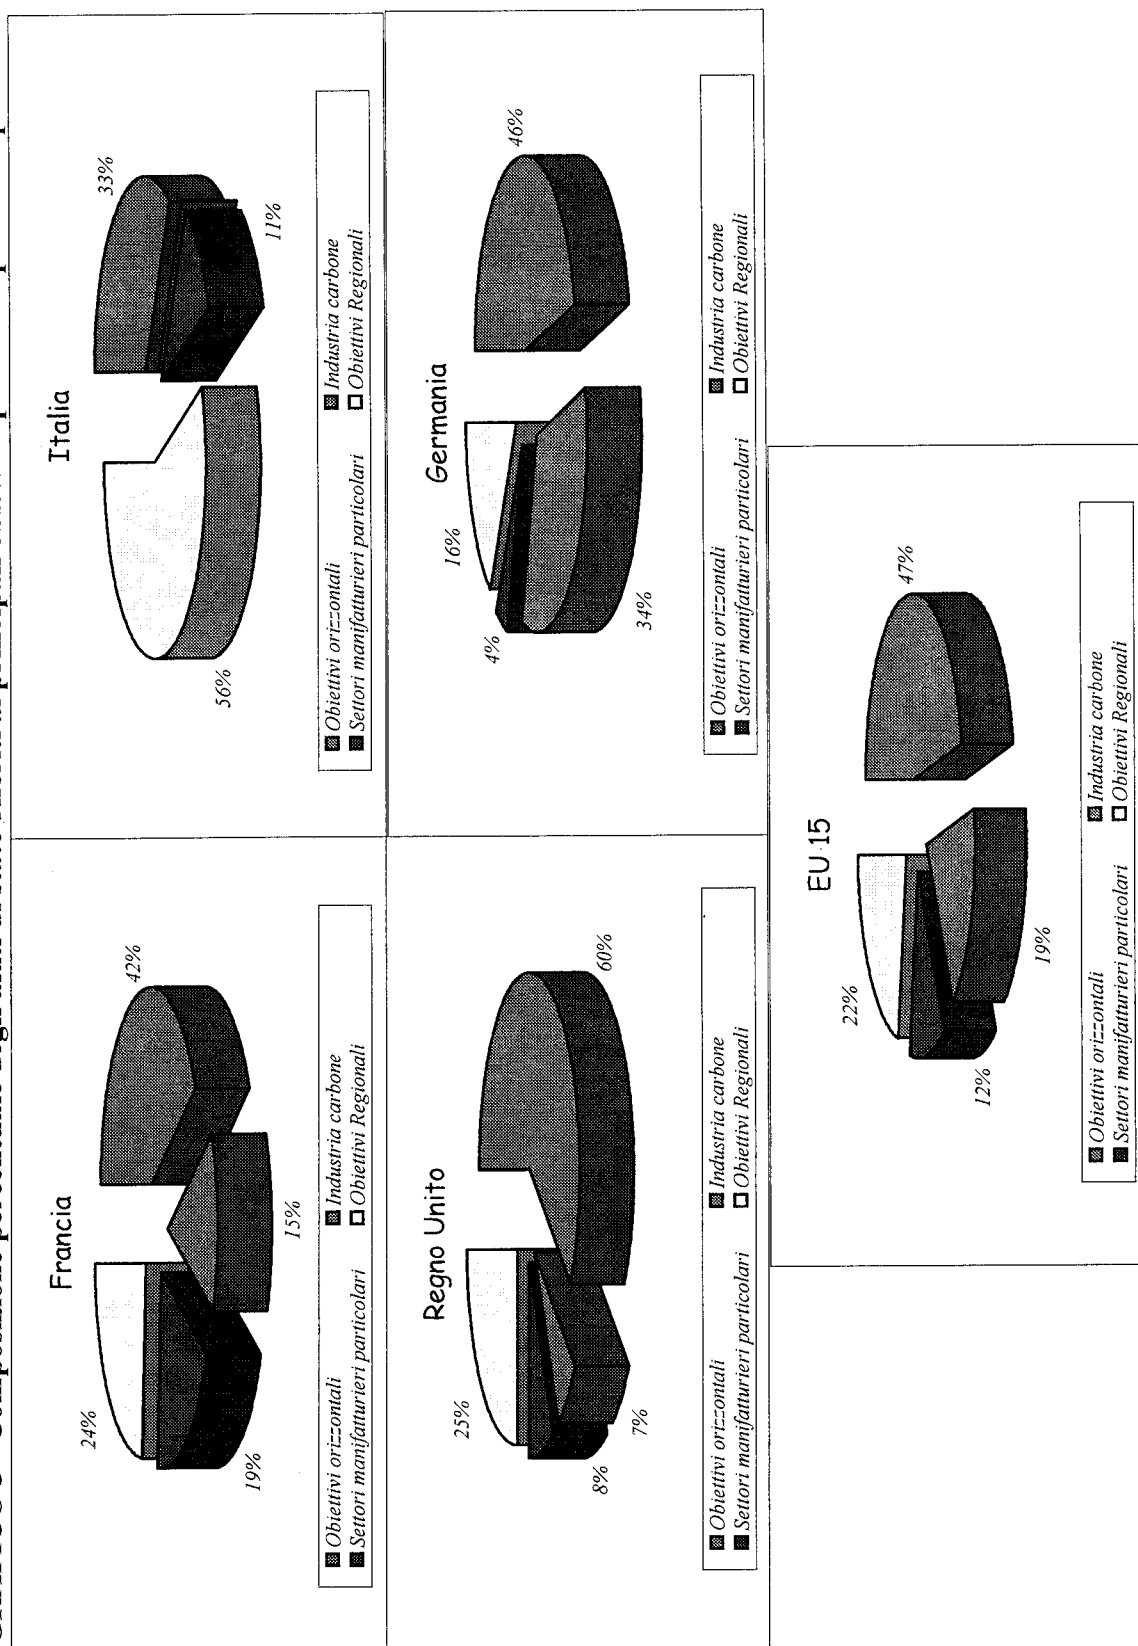 Francia
24%
42%
19%
15%
Obiettivi orizzontali
Industria carbone
Settori manifatturieri particolari
Obiettivi Regionali
Italia
33%
56%
11%
Obiettivi orizzontali
Industria carbone
Settori manifatturieri particolari
Obiettivi Regionali
Regno Unito
25%
60%
8%
7%
Obiettivi orizzontali
Industria carbone
Settori manifatturieri particolari
Obiettivi Regionali
Germania
16%
46%
4%
34%
Obiettivi orizzontali
Industria carbone
Settori manifatturieri particolari
Obiettivi Regionali
EU 15
22%
47%
12%
19%
Obiettivi orizzontali
Industria carbone
Settori manifatturieri particolari
Obiettivi Regionali